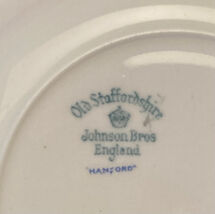 Old Staffordshire
Johnson Bros
England
"HANFORD"